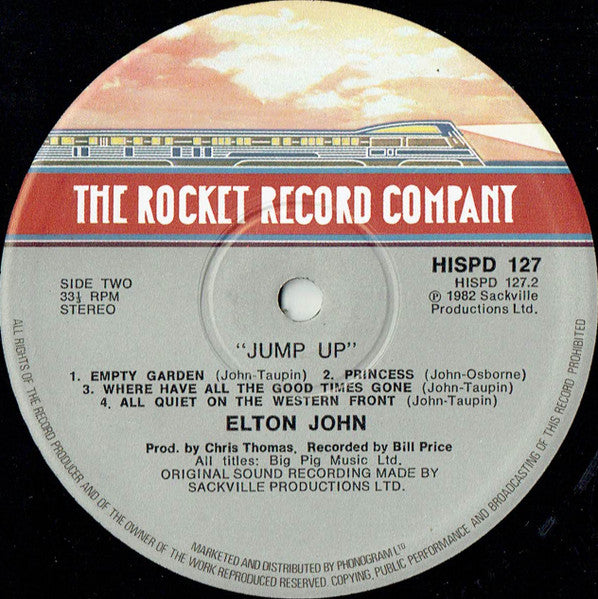 THE ROCKET RECORD COMPANY
SIDE TWO
33⅓ RPM
STEREO
HISPD 127
HISPD 127.2
℗ 1982 Sackville
Productions Ltd.
"JUMP UP"
1. EMPTY GARDEN (John-Taupin) 2. PRINCESS (John-Osborne)
3. WHERE HAVE ALL THE GOOD TIMES GONE (John-Taupin)
4. ALL QUIET ON THE WESTERN FRONT (John-Taupin)
ELTON JOHN
Prod. by Chris Thomas. Recorded by Bill Price
All titles: Big Pig Music Ltd.
ORIGINAL SOUND RECORDING MADE BY
SACKVILLE PRODUCTIONS LTD.
MARKETED AND DISTRIBUTED BY PHONOGRAM LTD
ALL RIGHTS OF THE RECORD PRODUCER AND OF THE OWNER OF THE WORK REPRODUCED RESERVED. COPYING, PUBLIC PERFORMANCE AND BROADCASTING OF THIS RECORD PROHIBITED